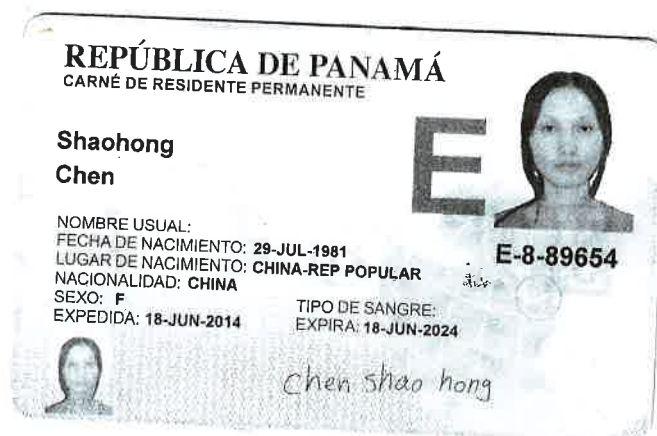 REPÚBLICA DE PANAMÁ
CARNÉ DE RESIDENTE PERMANENTE
Shaohong
Chen
E
E-8-89654
NOMBRE USUAL:
FECHA DE NACIMIENTO: 29-JUL-1981
LUGAR DE NACIMIENTO: CHINA-REP POPULAR
NACIONALIDAD: CHINA
SEXO: F
TIPO DE SANGRE:
EXPEDIDA: 18-JUN-2014
EXPIRA: 18-JUN-2024
Chen shao hong